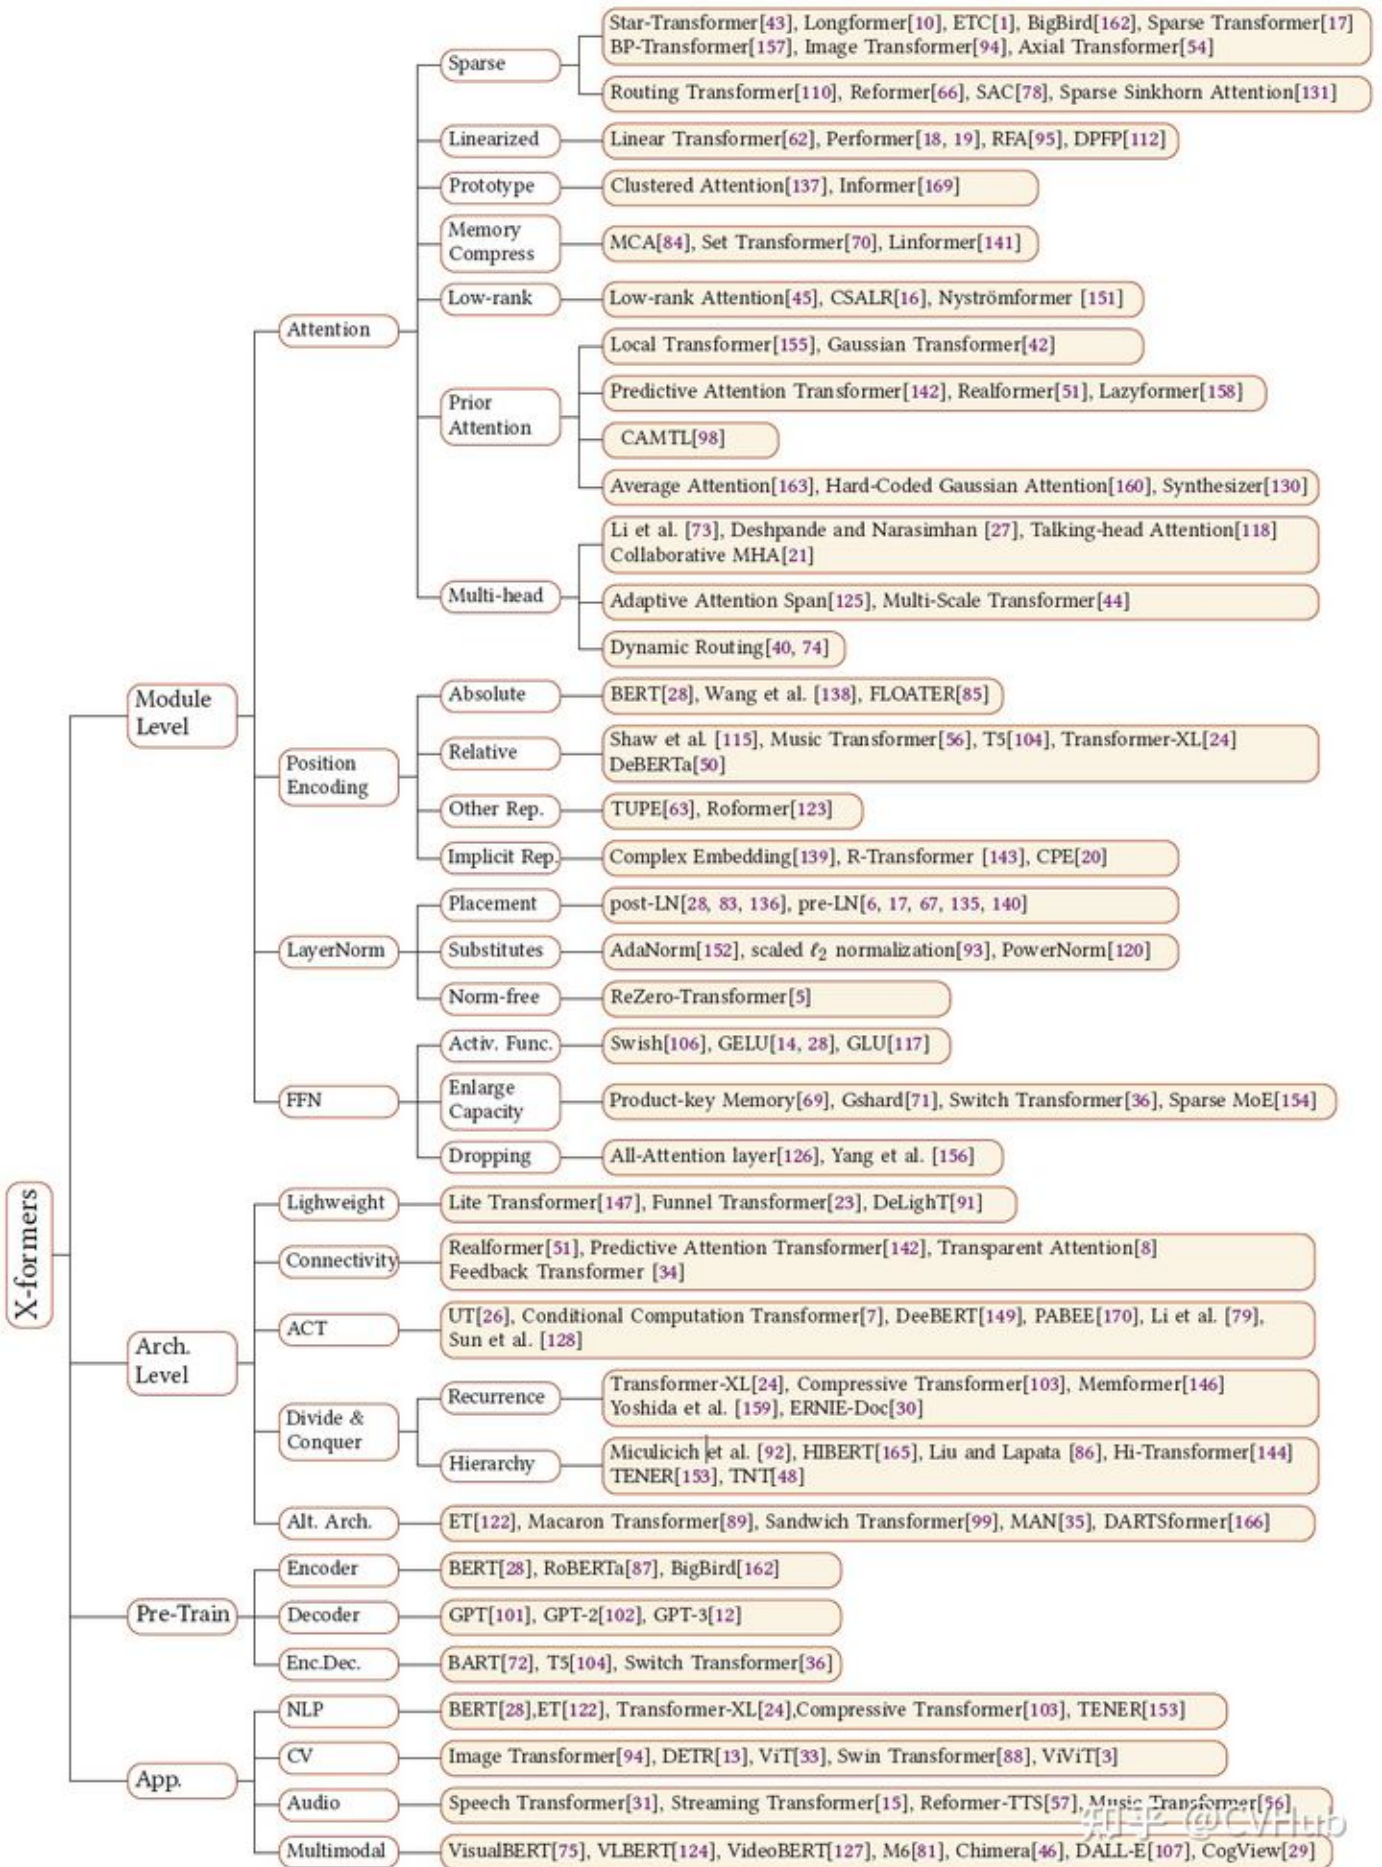 X-formers
Module
Level
Attention
Sparse
Star-Transformer[43], Longformer[10], ETC[1], BigBird[162], Sparse Transformer[17]
BP-Transformer[157], Image Transformer[94], Axial Transformer[54]
Routing Transformer[110], Reformer[66], SAC[78], Sparse Sinkhorn Attention[131]
Linearized
Linear Transformer[62], Performer[18, 19], RFA[95], DPFP[112]
Prototype
Clustered Attention[137], Informer[169]
Memory
Compress
MCA[84], Set Transformer[70], Linformer[141]
Low-rank
Low-rank Attention[45], CSALR[16], Nyströmformer [151]
Prior
Attention
Local Transformer[155], Gaussian Transformer[42]
Predictive Attention Transformer[142], Realformer[51], Lazyformer[158]
CAMTL[98]
Average Attention[163], Hard-Coded Gaussian Attention[160], Synthesizer[130]
Multi-head
Li et al. [73], Deshpande and Narasimhan [27], Talking-head Attention[118]
Collaborative MHA[21]
Adaptive Attention Span[125], Multi-Scale Transformer[44]
Dynamic Routing[40, 74]
Position
Encoding
Absolute
BERT[28], Wang et al. [138], FLOATER[85]
Relative
Shaw et al. [115], Music Transformer[56], T5[104], Transformer-XL[24]
DeBERTa[50]
Other Rep.
TUPE[63], Roformer[123]
Implicit Rep.
Complex Embedding[139], R-Transformer [143], CPE[20]
LayerNorm
Placement
post-LN[28, 83, 136], pre-LN[6, 17, 67, 135, 140]
Substitutes
AdaNorm[152], scaled ℓ2 normalization[93], PowerNorm[120]
Norm-free
ReZero-Transformer[5]
FFN
Activ. Func.
Swish[106], GELU[14, 28], GLU[117]
Enlarge
Capacity
Product-key Memory[69], Gshard[71], Switch Transformer[36], Sparse MoE[154]
Dropping
All-Attention layer[126], Yang et al. [156]
Arch.
Level
Lighweight
Lite Transformer[147], Funnel Transformer[23], DeLighT[91]
Connectivity
Realformer[51], Predictive Attention Transformer[142], Transparent Attention[8]
Feedback Transformer [34]
ACT
UT[26], Conditional Computation Transformer[7], DeeBERT[149], PABEE[170], Li et al. [79],
Sun et al. [128]
Divide &
Conquer
Recurrence
Transformer-XL[24], Compressive Transformer[103], Memformer[146]
Yoshida et al. [159], ERNIE-Doc[30]
Hierarchy
Miculicich et al. [92], HIBERT[165], Liu and Lapata [86], Hi-Transformer[144]
TENER[153], TNT[48]
Alt. Arch.
ET[122], Macaron Transformer[89], Sandwich Transformer[99], MAN[35], DARTSformer[166]
Pre-Train
Encoder
BERT[28], RoBERTa[87], BigBird[162]
Decoder
GPT[101], GPT-2[102], GPT-3[12]
Enc.Dec.
BART[72], T5[104], Switch Transformer[36]
App.
NLP
BERT[28],ET[122], Transformer-XL[24],Compressive Transformer[103], TENER[153]
CV
Image Transformer[94], DETR[13], ViT[33], Swin Transformer[88], ViViT[3]
Audio
Speech Transformer[31], Streaming Transformer[15], Reformer-TTS[57], Music Transformer[56]
Multimodal
VisualBERT[75], VLBERT[124], VideoBERT[127], M6[81], Chimera[46], DALL-E[107], CogView[29]
知乎 @CVHub